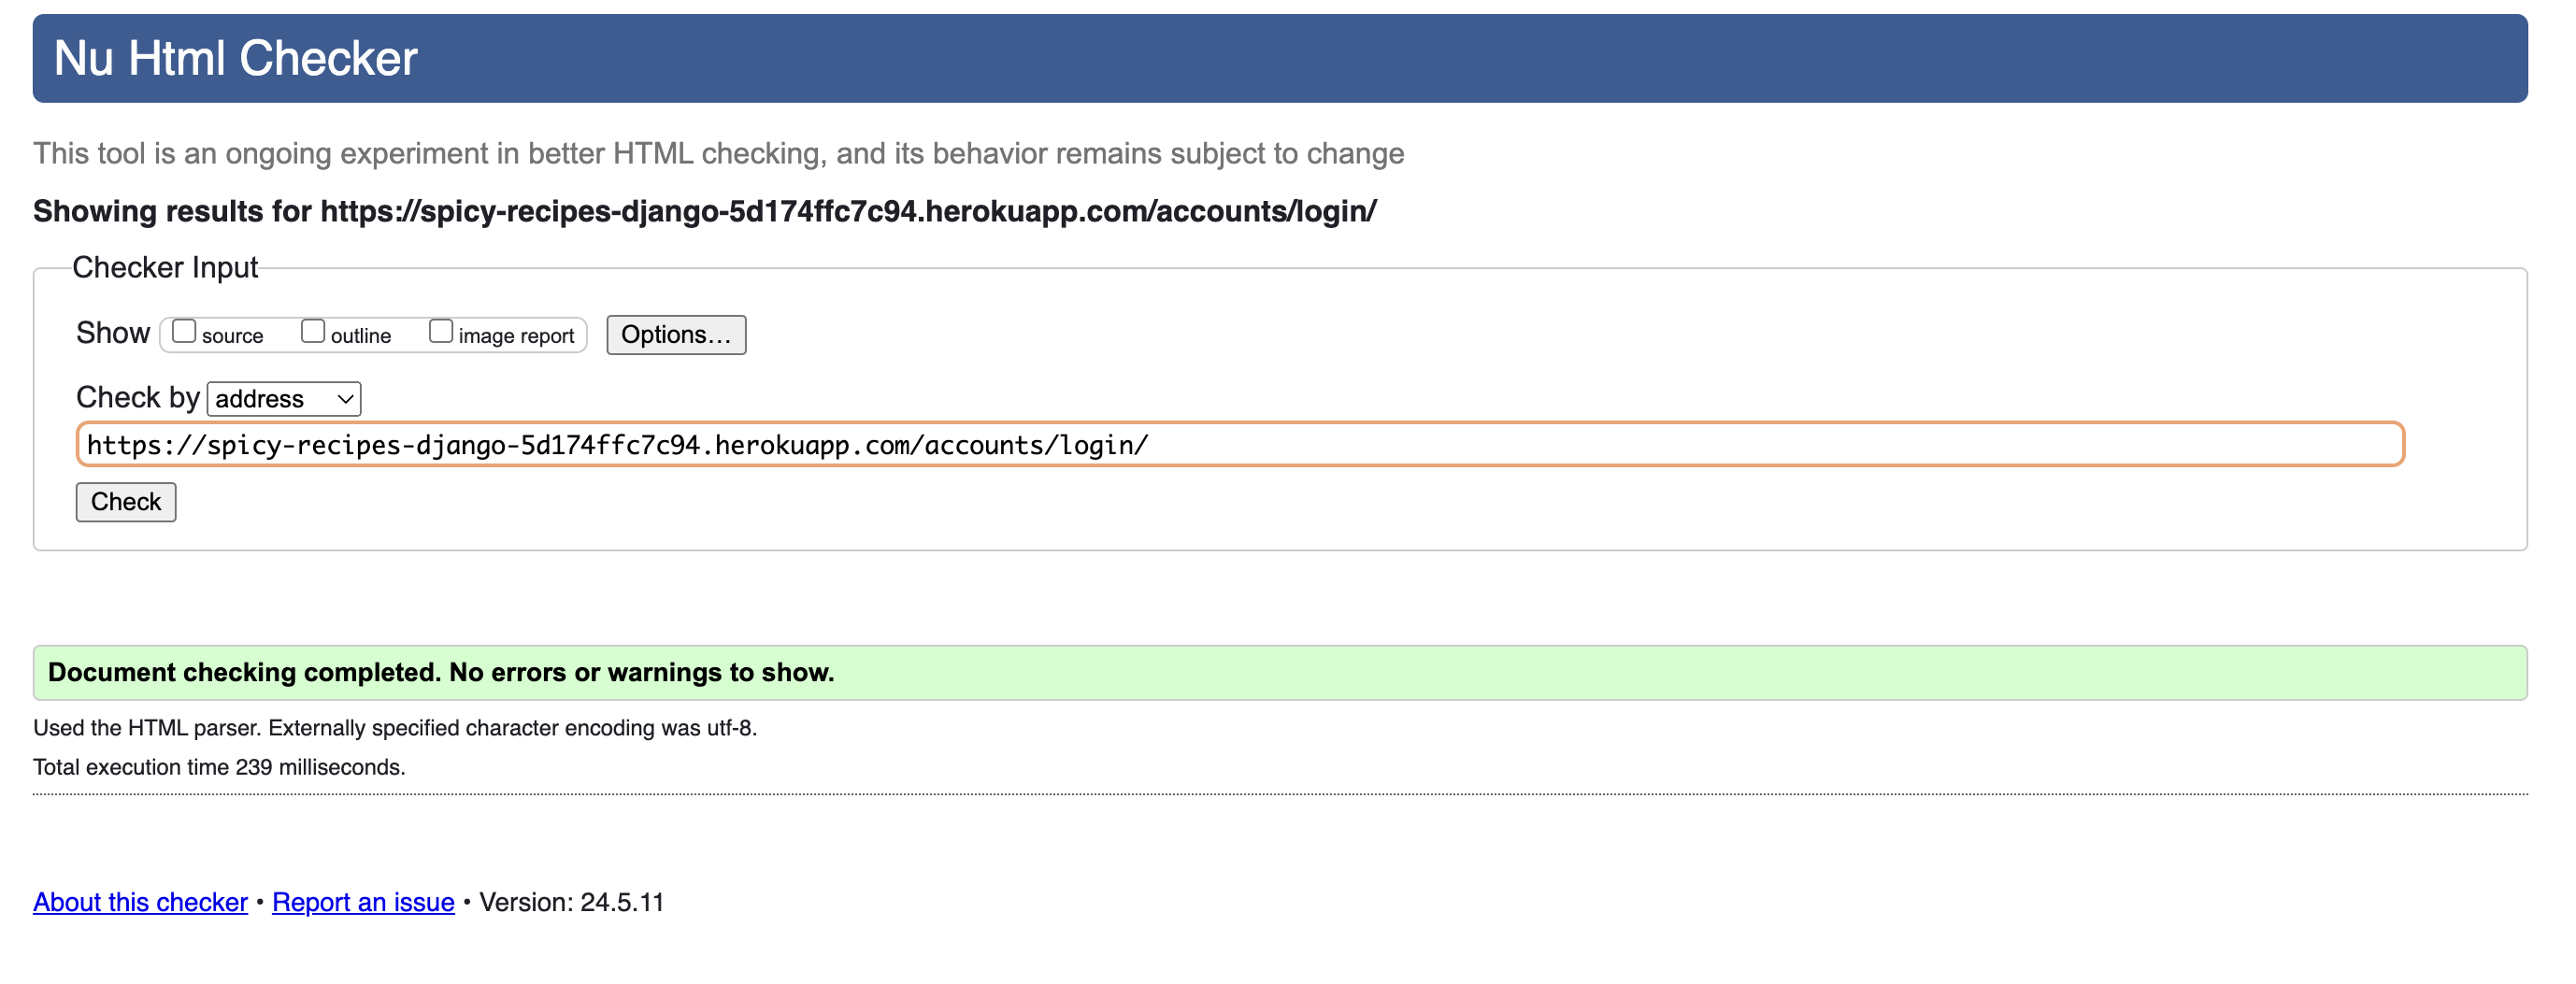 Nu Html Checker
This tool is an ongoing experiment in better HTML checking, and its behavior remains subject to change
Showing results for https://spicy-recipes-django-5d174ffc7c94.herokuapp.com/accounts/login/
Checker Input
Show source outline image report Options...
Check by address
https://spicy-recipes-django-5d174ffc7c94.herokuapp.com/accounts/login/
Check
Document checking completed. No errors or warnings to show.
Used the HTML parser. Externally specified character encoding was utf-8.
Total execution time 239 milliseconds.
About this checker • Report an issue • Version: 24.5.11